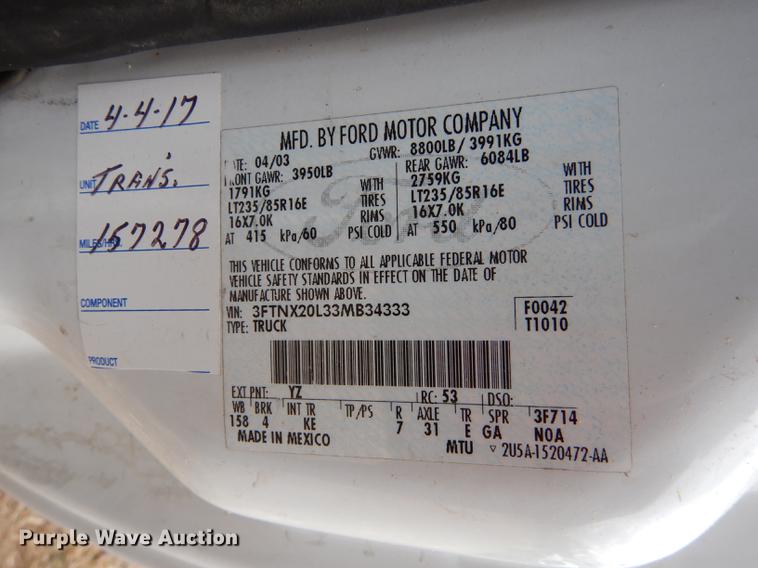 DATE 4-4-17
UNIT TRANS.
MILES/HRS. 157278
COMPONENT
PRODUCT
MFD. BY FORD MOTOR COMPANY
DATE: 04/03 GVWR: 8800LB/ 3991KG
FRONT GAWR: 3950LB REAR GAWR: 6084LB
1791KG WITH 2759KG WITH
LT235/85R16E TIRES LT235/85R16E TIRES
16X7.0K RIMS 16X7.0K RIMS
AT 415 kPa/60 PSI COLD AT 550 kPa/80 PSI COLD
Ford
THIS VEHICLE CONFORMS TO ALL APPLICABLE FEDERAL MOTOR
VEHICLE SAFETY STANDARDS IN EFFECT ON THE DATE OF
MANUFACTURE SHOWN ABOVE.
VIN: 3FTNX20L33MB34333 F0042
TYPE: TRUCK T1010
EXT PNT: YZ RC: 53 DSO:
WB BRK INT TR TP/PS R AXLE TR SPR 3F714
158 4 KE 7 31 E GA NOA
MADE IN MEXICO MTU ▽ 2U5A-1520472-AA
Purple Wave Auction